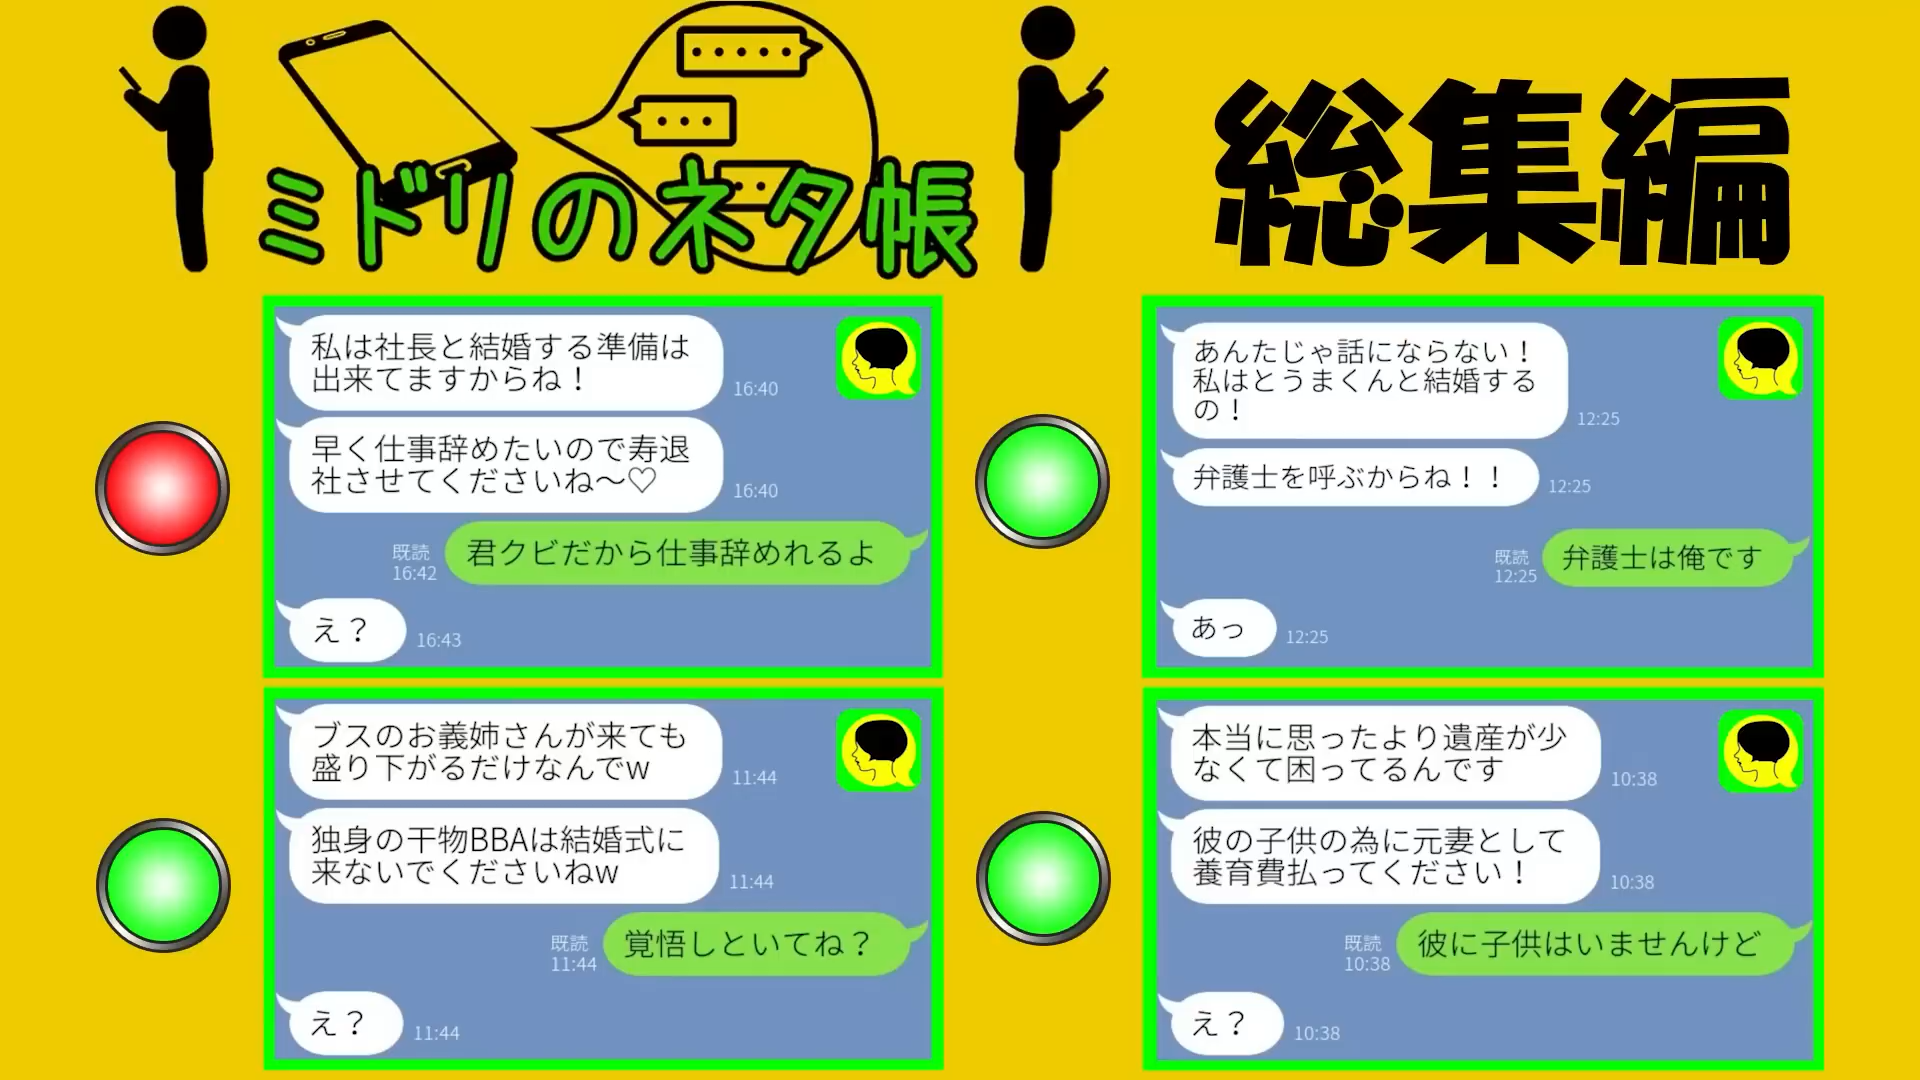 ミドリのネタ帳
総集編
私は社長と結婚する準備は
出来てますからね！
16:40
早く仕事辞めたいので寿退
社させてくださいね～♡
16:40
君クビだから仕事辞めれるよ
既読
16:42
え？
16:43
あんたじゃ話にならない！
私はとうまくんと結婚する
の！
12:25
弁護士を呼ぶからね！！
12:25
弁護士は俺です
既読
12:25
あっ
12:25
ブスのお義姉さんが来ても
盛り下がるだけなんでw
11:44
独身の干物BBAは結婚式に
来ないでくださいねw
11:44
覚悟しといてね？
既読
11:44
え？
11:44
本当に思ったより遺産が少
なくて困ってるんです
10:38
彼の子供の為に元妻として
養育費払ってください！
10:38
彼に子供はいませんけど
既読
10:38
え？
10:38